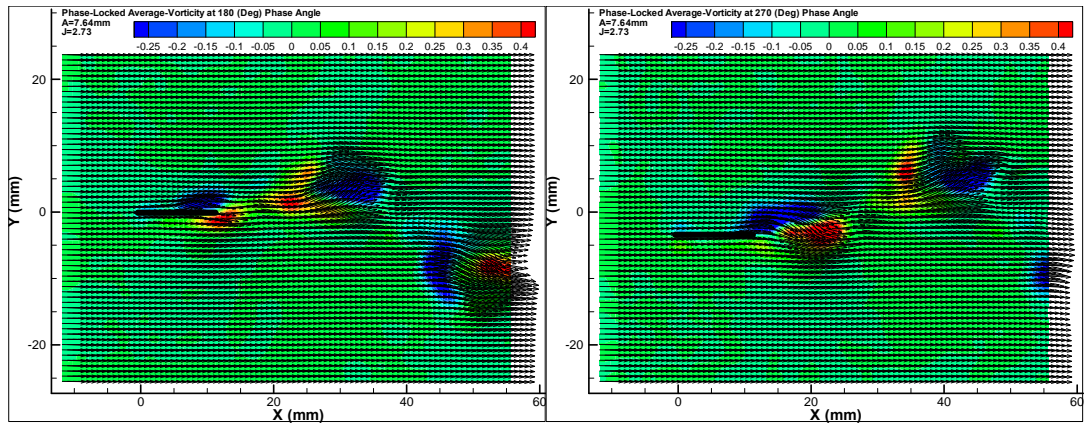 Phase-Locked Average-Vorticity at 180 (Deg) Phase Angle
A=7.64mm
J=2.73
-0.25 -0.2 -0.15 -0.1 -0.05 0 0.05 0.1 0.15 0.2 0.25 0.3 0.35 0.4
Y (mm)
20
0
-20
0 20 40 60
X (mm)
Phase-Locked Average-Vorticity at 270 (Deg) Phase Angle
A=7.64mm
J=2.73
-0.25 -0.2 -0.15 -0.1 -0.05 0 0.05 0.1 0.15 0.2 0.25 0.3 0.35 0.4
Y (mm)
20
0
-20
0 20 40 60
X (mm)